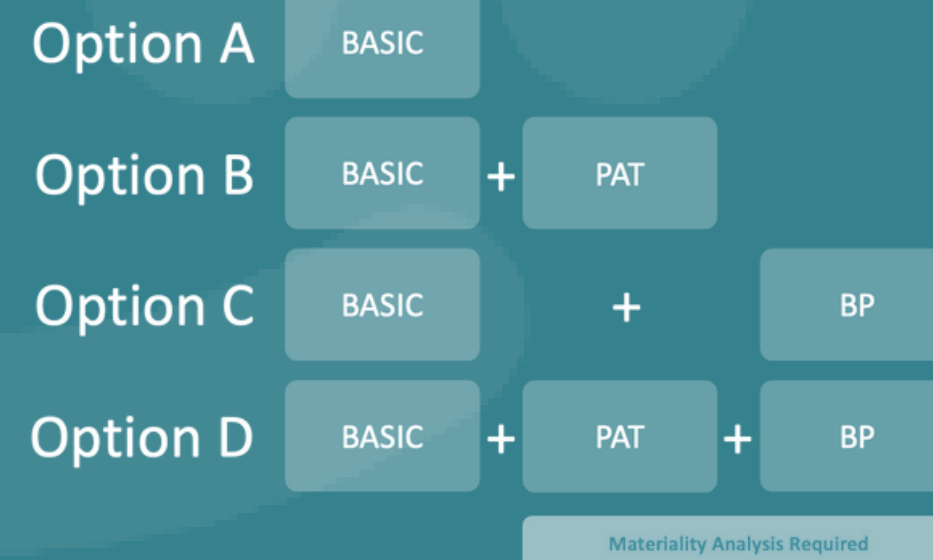 Option A BASIC
Option B BASIC + PAT
Option C BASIC + BP
Option D BASIC + PAT + BP
Materiality Analysis Required